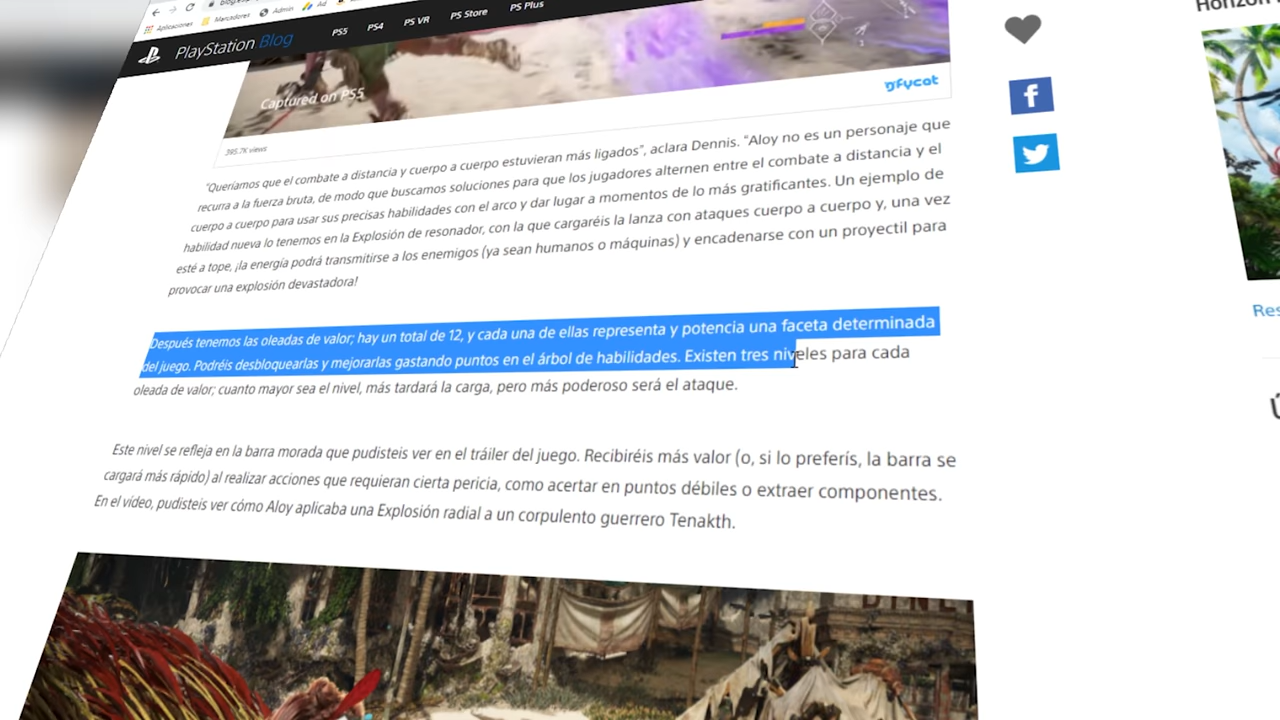 Aplicaciones
Marcadores
Admin
Ad
PlayStation Blog
PS5
PS4
PS VR
PS Store
PS Plus
Captured on PS5
gfycat
395.7K views
"Queríamos que el combate a distancia y cuerpo a cuerpo estuvieran más ligados", aclara Dennis. "Aloy no es un personaje que
recurra a la fuerza bruta, de modo que buscamos soluciones para que los jugadores alternen entre el combate a distancia y el
cuerpo a cuerpo para usar sus precisas habilidades con el arco y dar lugar a momentos de lo más gratificantes. Un ejemplo de
habilidad nueva lo tenemos en la Explosión de resonador, con la que cargaréis la lanza con ataques cuerpo a cuerpo y, una vez
esté a tope, ¡la energía podrá transmitirse a los enemigos (ya sean humanos o máquinas) y encadenarse con un proyectil para
provocar una explosión devastadora!
Después tenemos las oleadas de valor; hay un total de 12, y cada una de ellas representa y potencia una faceta determinada
del juego. Podréis desbloquearlas y mejorarlas gastando puntos en el árbol de habilidades. Existen tres niveles para cada
oleada de valor; cuanto mayor sea el nivel, más tardará la carga, pero más poderoso será el ataque.
Este nivel se refleja en la barra morada que pudisteis ver en el tráiler del juego. Recibiréis más valor (o, si lo preferís, la barra se
cargará más rápido) al realizar acciones que requieran cierta pericia, como acertar en puntos débiles o extraer componentes.
En el vídeo, pudisteis ver cómo Aloy aplicaba una Explosión radial a un corpulento guerrero Tenakth.
Horizon
Res
Ú